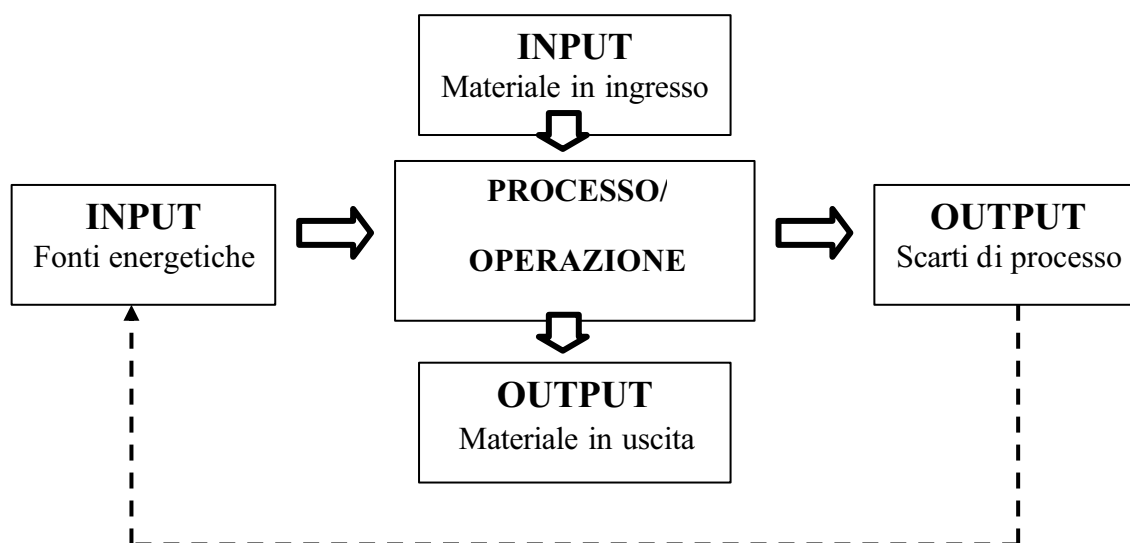 INPUT
Materiale in ingresso
PROCESSO/
OPERAZIONE
INPUT
Fonti energetiche
OUTPUT
Scarti di processo
OUTPUT
Materiale in uscita